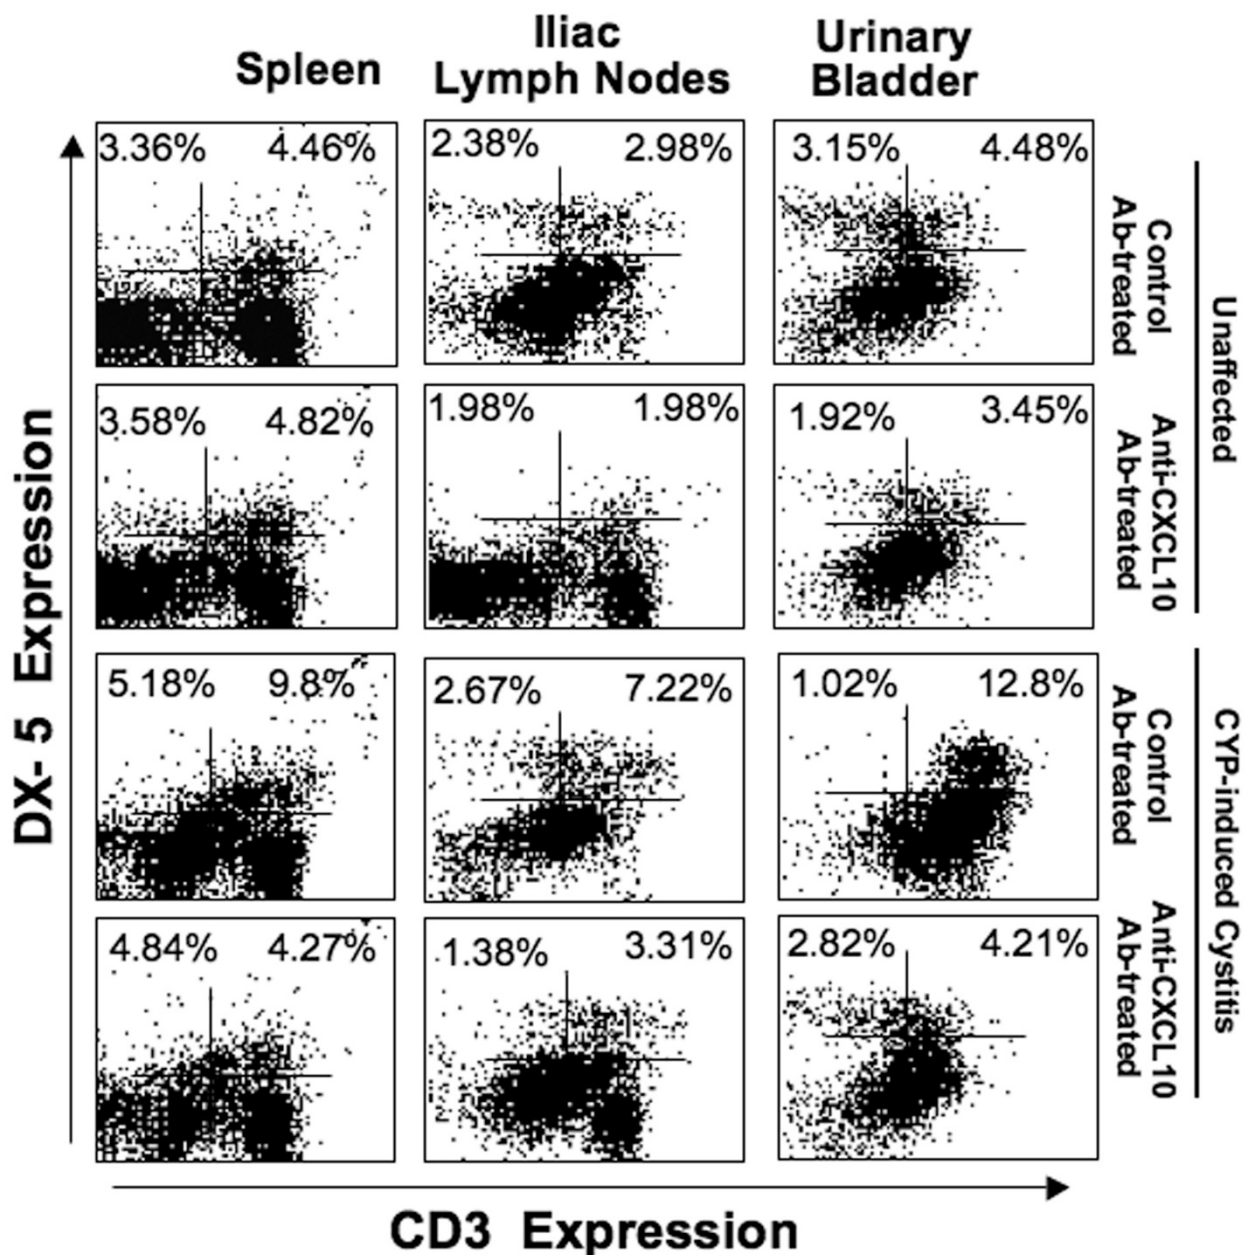 Spleen
Iliac
Lymph Nodes
Urinary
Bladder
3.36% 4.46%
2.38% 2.98%
3.15% 4.48%
Control
Ab-treated
3.58% 4.82%
1.98% 1.98%
1.92% 3.45%
Anti-CXCL10
Ab-treated
Unaffected
5.18% 9.8%
2.67% 7.22%
1.02% 12.8%
Control
Ab-treated
4.84% 4.27%
1.38% 3.31%
2.82% 4.21%
Anti-CXCL10
Ab-treated
CYP-induced Cystitis
DX- 5 Expression
CD3 Expression